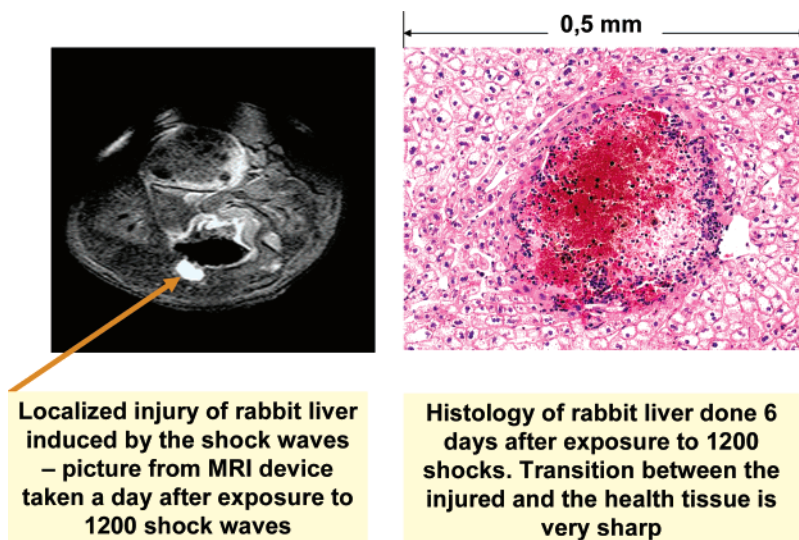 0,5 mm
Localized injury of rabbit liver
induced by the shock waves
– picture from MRI device
taken a day after exposure to
1200 shock waves
Histology of rabbit liver done 6
days after exposure to 1200
shocks. Transition between the
injured and the health tissue is
very sharp